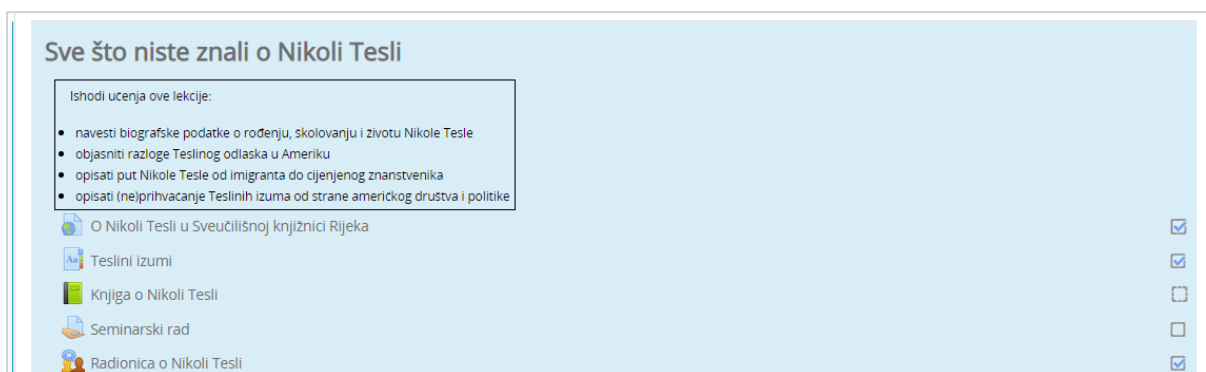 Sve što niste znali o Nikoli Tesli
Ishodi učenja ove lekcije:
navesti biografske podatke o rođenju, školovanju i životu Nikole Tesle
objasniti razloge Teslinog odlaska u Ameriku
opisati put Nikole Tesle od imigranta do cijenjenog znanstvenika
opisati (ne)prihvaćanje Teslinih izuma od strane američkog društva i politike
O Nikoli Tesli u Sveučilišnoj knjižnici Rijeka
Teslini izumi
Knjiga o Nikoli Tesli
Seminarski rad
Radionica o Nikoli Tesli